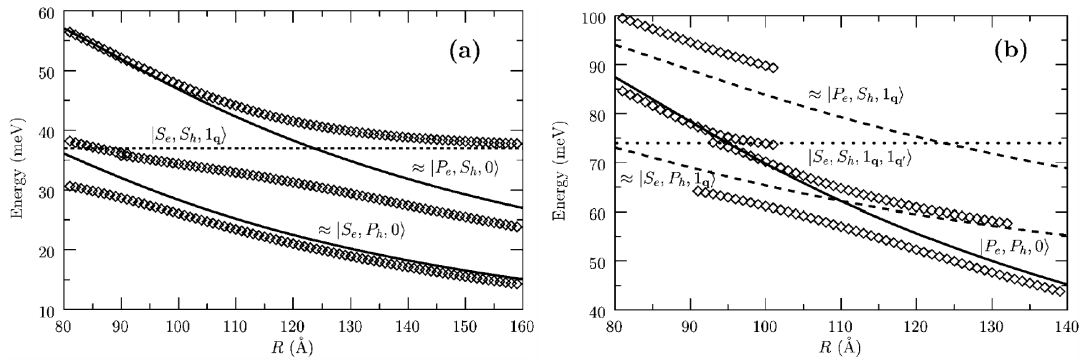 (a)
60
50
40
30
20
10
Energy (meV)
|S_e, S_h, 1_q⟩
≈ |P_e, S_h, 0⟩
≈ |S_e, P_h, 0⟩
80 90 100 110 120 130 140 150 160
R (Å)
(b)
100
90
80
70
60
50
40
Energy (meV)
≈ |P_e, S_h, 1_q⟩
|S_e, S_h, 1_q, 1_q'⟩
≈ |S_e, P_h, 1_q⟩
|P_e, P_h, 0⟩
80 90 100 110 120 130 140
R (Å)